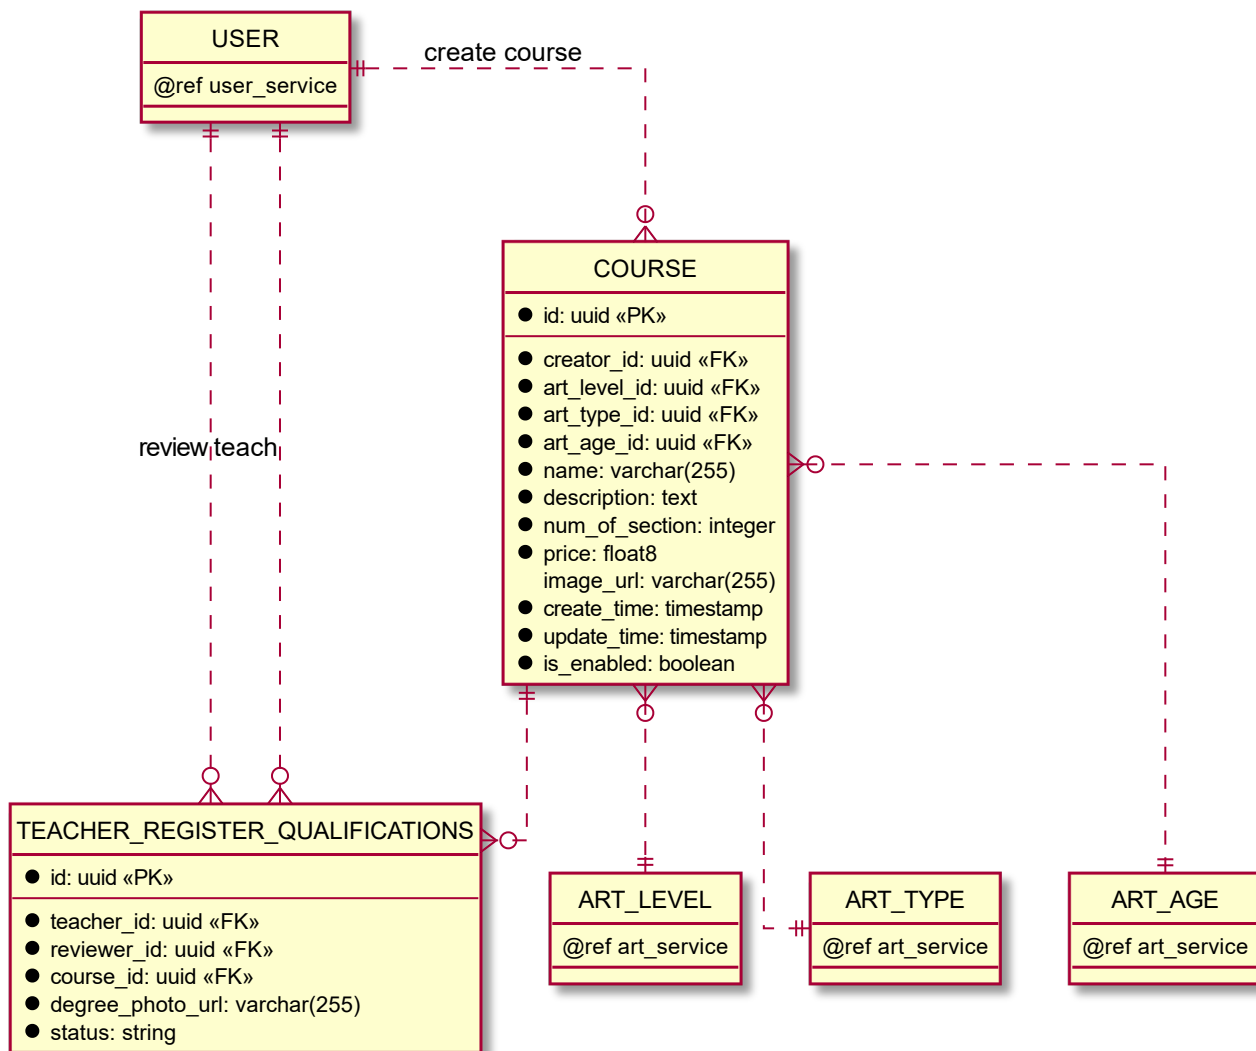 USER
@ref user_service
create course
COURSE
id: uuid «PK»
creator_id: uuid «FK»
art_level_id: uuid «FK»
art_type_id: uuid «FK»
art_age_id: uuid «FK»
name: varchar(255)
description: text
num_of_section: integer
price: float8
image_url: varchar(255)
create_time: timestamp
update_time: timestamp
is_enabled: boolean
review teach
TEACHER_REGISTER_QUALIFICATIONS
id: uuid «PK»
teacher_id: uuid «FK»
reviewer_id: uuid «FK»
course_id: uuid «FK»
degree_photo_url: varchar(255)
status: string
ART_LEVEL
@ref art_service
ART_TYPE
@ref art_service
ART_AGE
@ref art_service